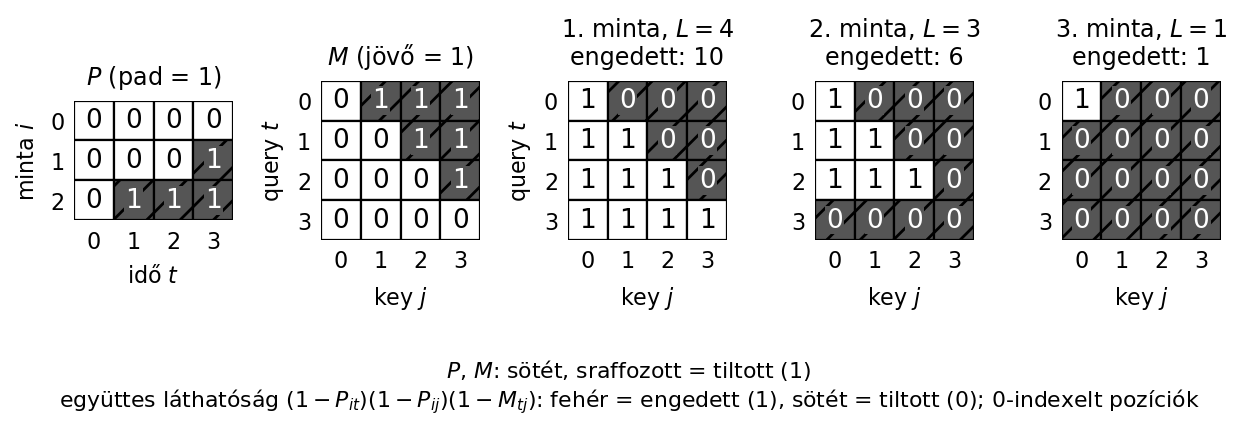 P (pad = 1)
minta i
0 0 0 0 0
1 0 0 0 1
2 0 1 1 1
0 1 2 3
idő t
M (jövő = 1)
query t
0 0 1 1 1
1 0 0 1 1
2 0 0 0 1
3 0 0 0 0
0 1 2 3
key j
1. minta, L = 4
engedett: 10
query t
0 1 0 0 0
1 1 1 0 0
2 1 1 1 0
3 1 1 1 1
0 1 2 3
key j
2. minta, L = 3
engedett: 6
0 1 0 0 0
1 1 1 0 0
2 1 1 1 0
3 0 0 0 0
0 1 2 3
key j
3. minta, L = 1
engedett: 1
0 1 0 0 0
1 0 0 0 0
2 0 0 0 0
3 0 0 0 0
0 1 2 3
key j
P, M: sötét, sraffozott = tiltott (1)
együttes láthatóság (1 − P_{it})(1 − P_{ij})(1 − M_{tj}): fehér = engedett (1), sötét = tiltott (0); 0-indexelt pozíciók